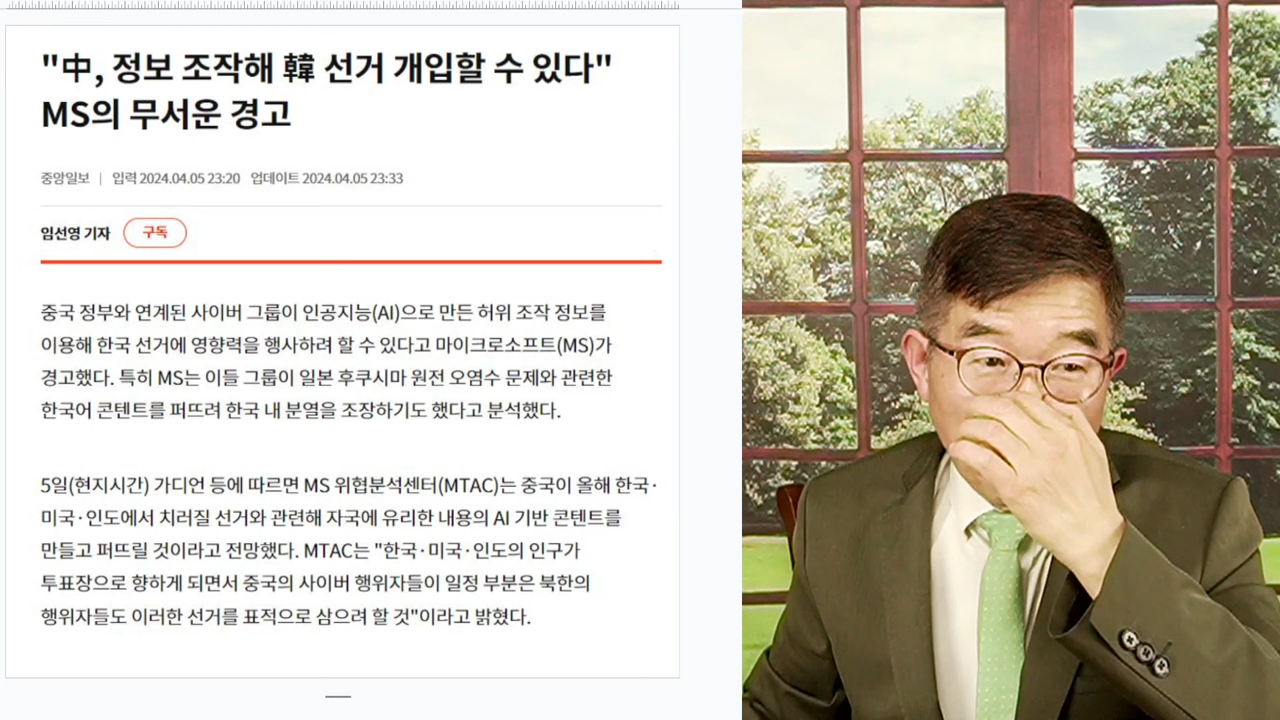 "中, 정보 조작해 韓 선거 개입할 수 있다"
MS의 무서운 경고
중앙일보 | 입력 2024.04.05 23:20 업데이트 2024.04.05 23:33
임선영 기자 구독
중국 정부와 연계된 사이버 그룹이 인공지능(AI)으로 만든 허위 조작 정보를
이용해 한국 선거에 영향력을 행사하려 할 수 있다고 마이크로소프트(MS)가
경고했다. 특히 MS는 이들 그룹이 일본 후쿠시마 원전 오염수 문제와 관련한
한국어 콘텐트를 퍼뜨려 한국 내 분열을 조장하기도 했다고 분석했다.
5일(현지시간) 가디언 등에 따르면 MS 위협분석센터(MTAC)는 중국이 올해 한국·
미국·인도에서 치러질 선거와 관련해 자국에 유리한 내용의 AI 기반 콘텐트를
만들고 퍼뜨릴 것이라고 전망했다. MTAC는 "한국·미국·인도의 인구가
투표장으로 향하게 되면서 중국의 사이버 행위자들이 일정 부분은 북한의
행위자들도 이러한 선거를 표적으로 삼으려 할 것"이라고 밝혔다.